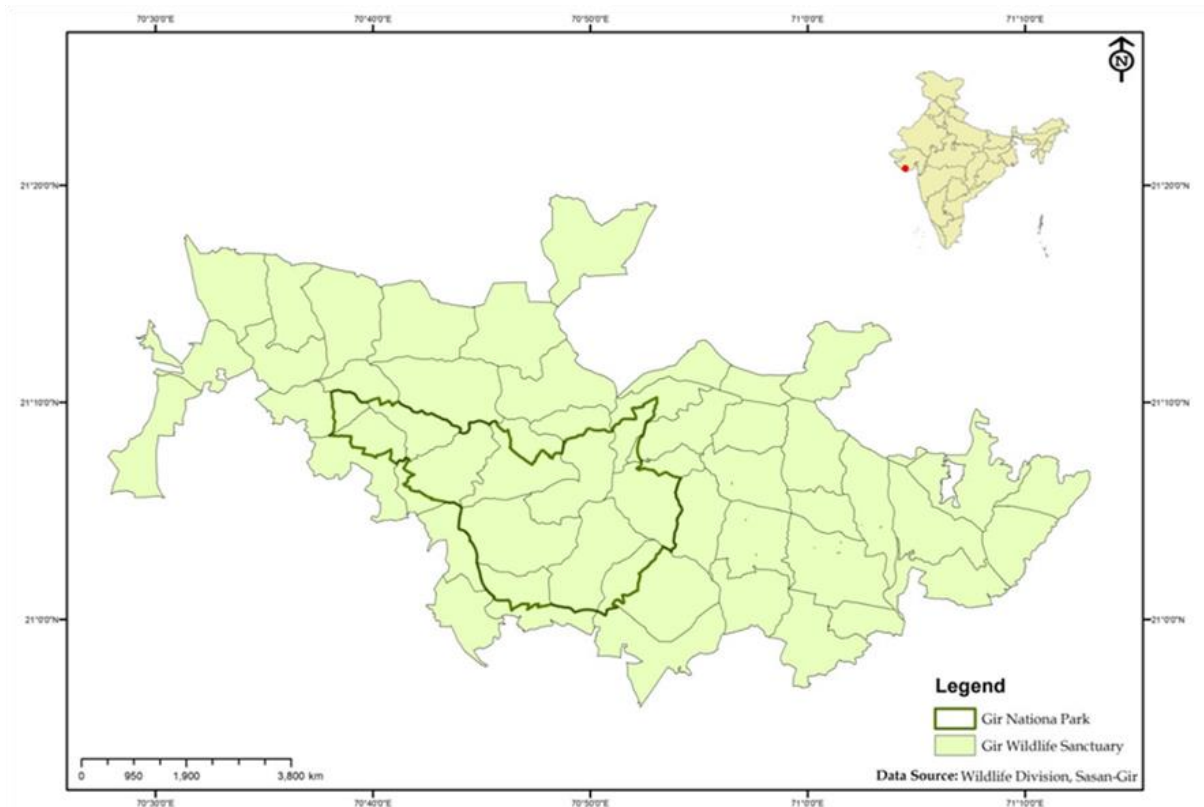 70°30'0"E 70°40'0"E 70°50'0"E 71°0'0"E 71°10'0"E
N
21°20'0"N 21°20'0"N
21°10'0"N 21°10'0"N
21°0'0"N 21°0'0"N
Legend
Gir Nationa Park
Gir Wildlife Sanctuary
Data Source: Wildlife Division, Sasan-Gir
0 950 1,900 3,800 km
70°30'0"E 70°40'0"E 70°50'0"E 71°0'0"E 71°10'0"E